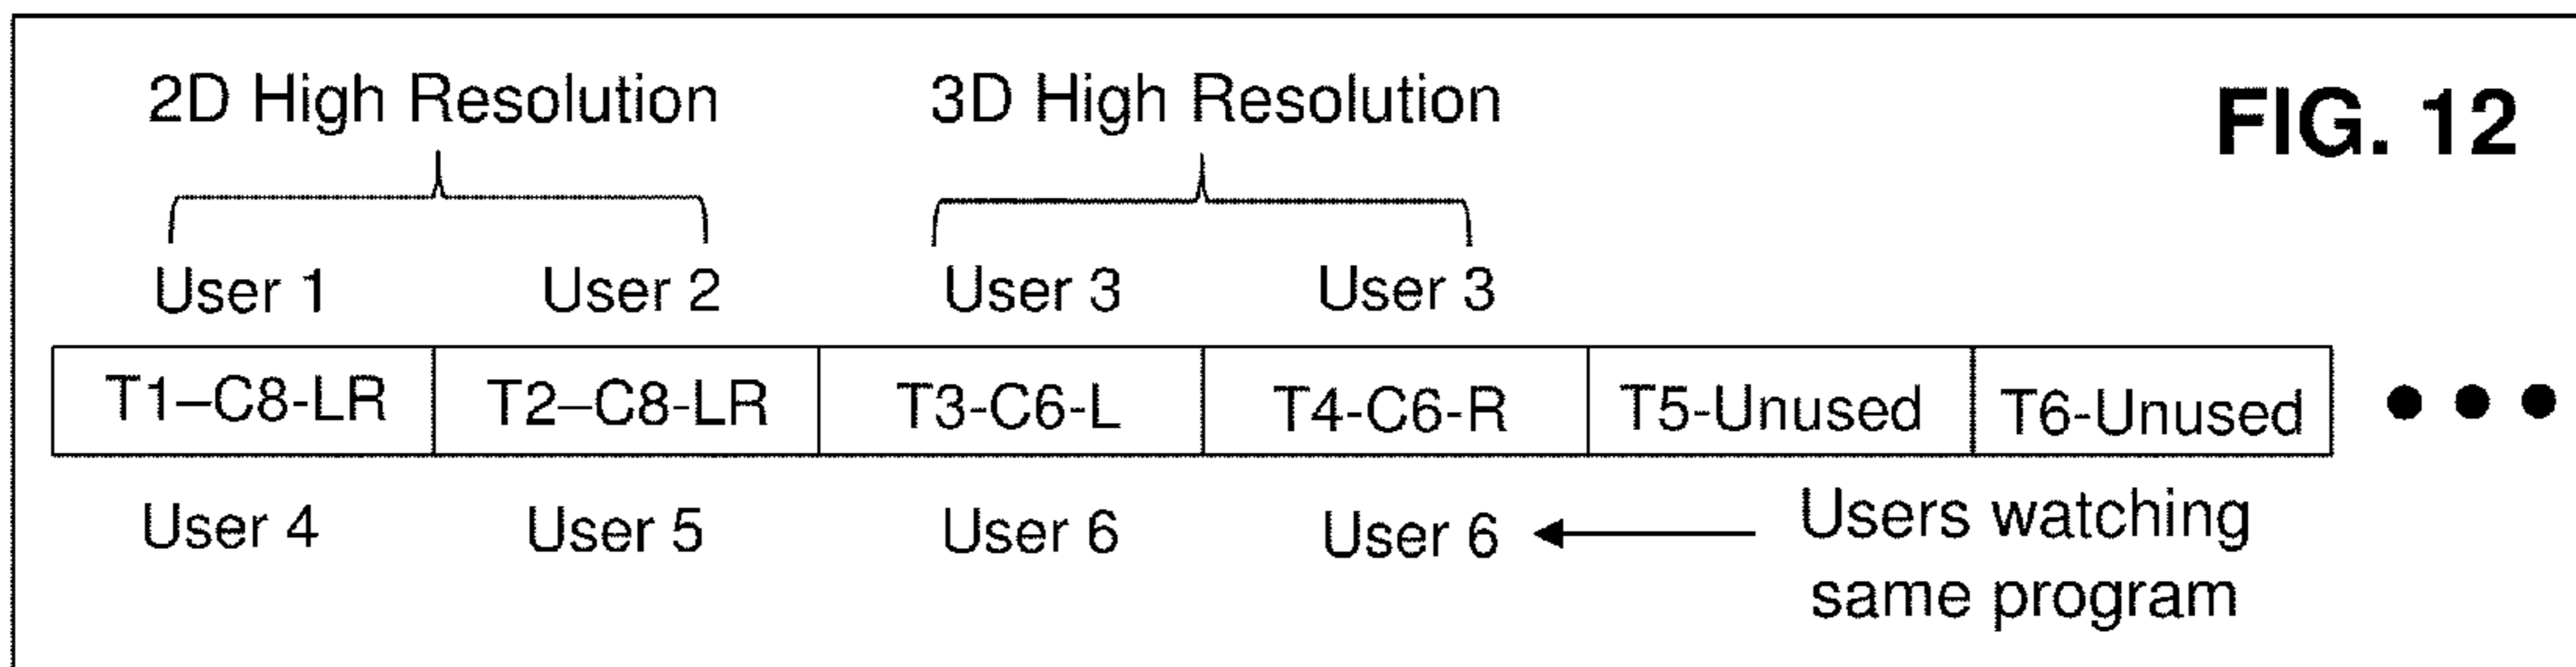 FIG. 12
2D High Resolution 3D High Resolution
User 1 User 2 User 3 User 3
T1–C8-LR T2–C8-LR T3-C6-L T4-C6-R T5-Unused T6-Unused
User 4 User 5 User 6 User 6 Users watching
same program